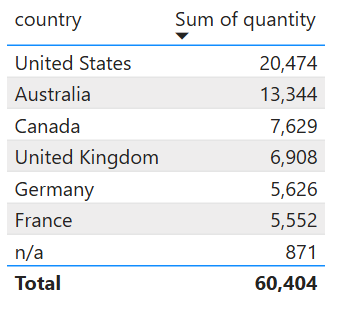 country Sum of quantity
United States 20,474
Australia 13,344
Canada 7,629
United Kingdom 6,908
Germany 5,626
France 5,552
n/a 871
Total 60,404